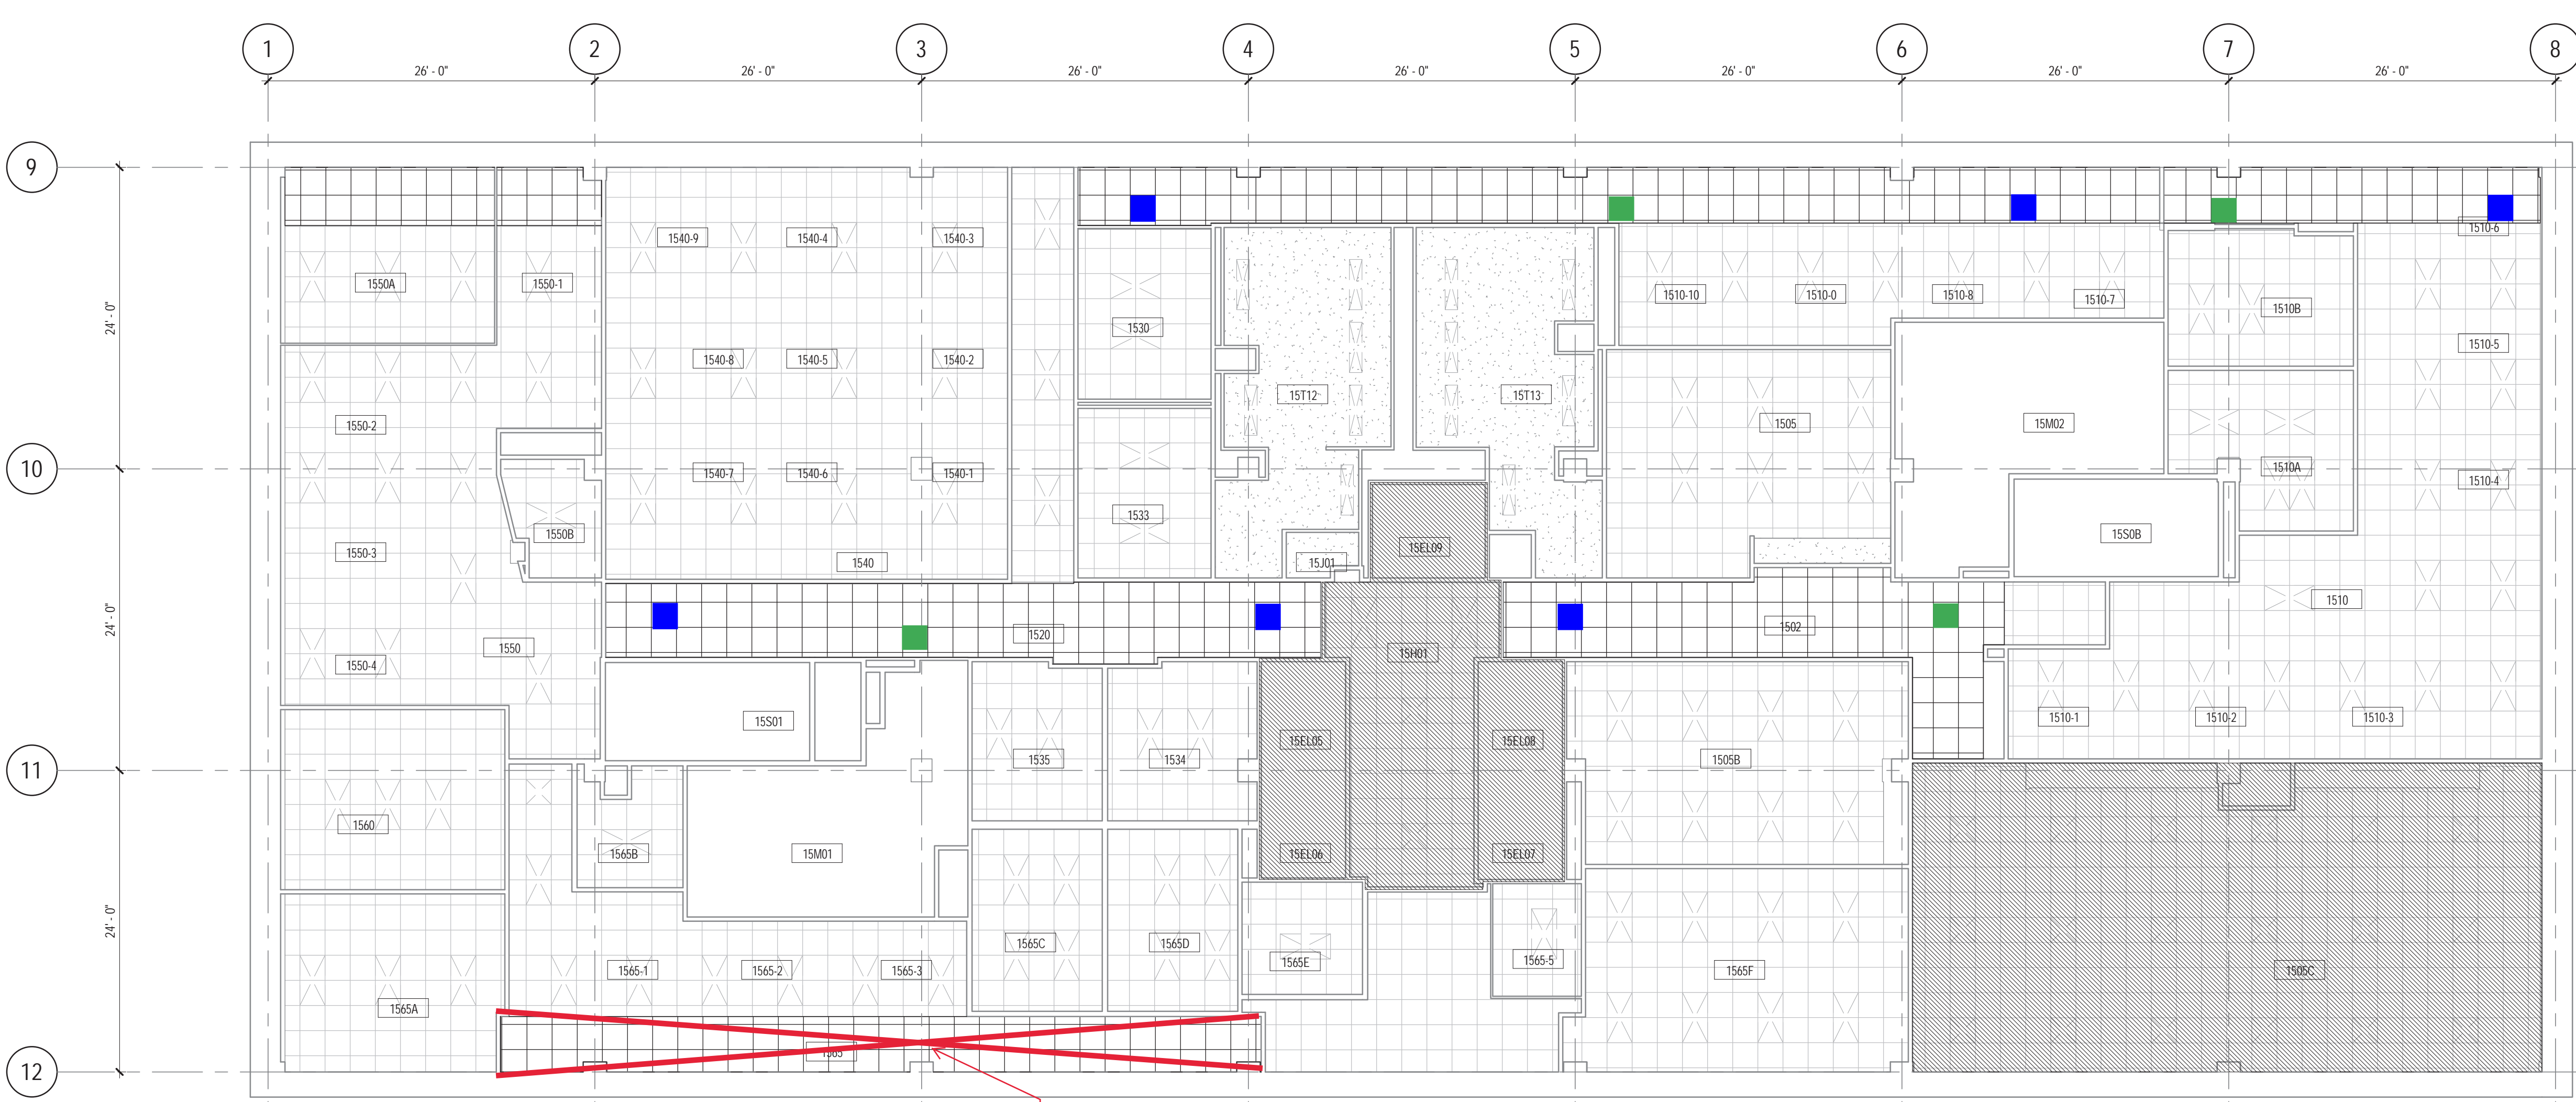 1 2 3 4 5 6 7 8
26' - 0" 26' - 0" 26' - 0" 26' - 0" 26' - 0" 26' - 0" 26' - 0"
9
1510-6
1540-9 1540-4 1540-3
1550A 1550-1
1510-10 1510-0 1510-8 1510-7
1510B
24' - 0"
1530
1510-5
1540-8 1540-5 1540-2
15T12 15T13
1550-2 1505 15M02
10
1540-7 1540-6 1540-1
1510A
1510-4
1533
1550B 15S0B
15EL09
1550-3 1540 15J01
1510
24' - 0"
1520 1502
1550 15H01
1550-4
15S01 1510-1 1510-2 1510-3
15EL05 15EL08
1535 1534 1505B
11
1560
1565B 15M01 15EL06 15EL07
24' - 0"
1565C 1565D
1565E 1565-5
1565-1 1565-2 1565-3 1565F 1505C
1565A
1565
12